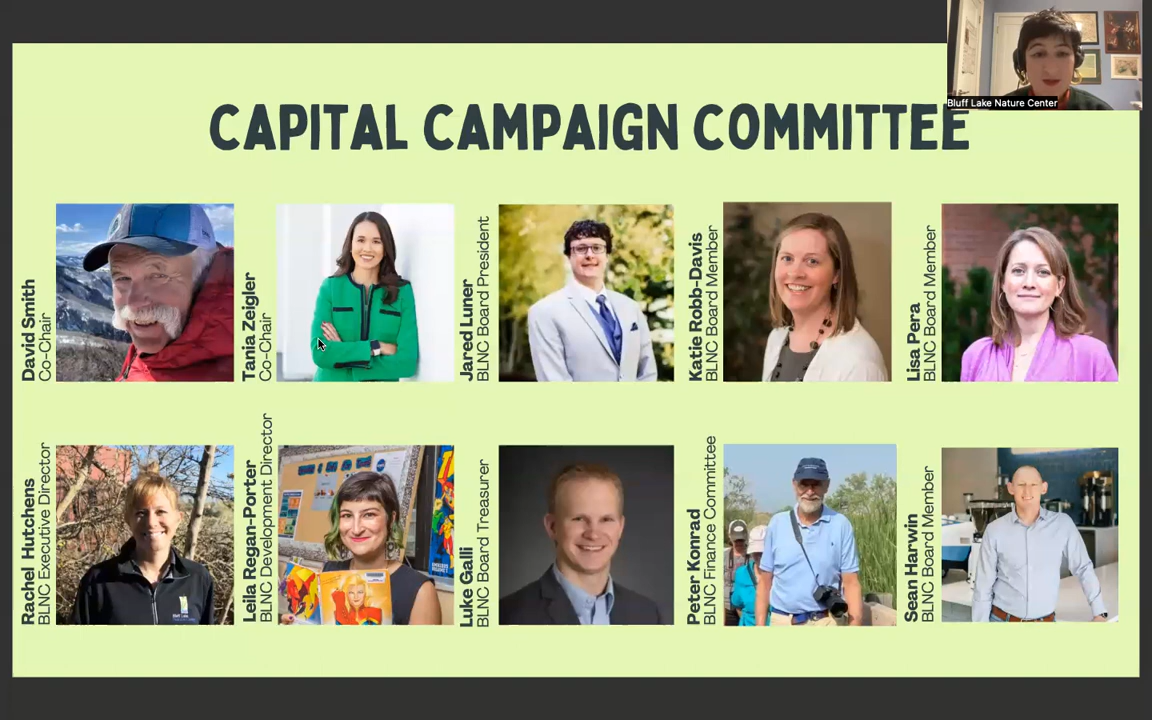 Bluff Lake Nature Center
CAPITAL CAMPAIGN COMMITTEE
David Smith
Co-Chair
Tania Zeigler
Co-Chair
Jared Luner
BLNC Board President
Katie Robb-Davis
BLNC Board Member
Lisa Pera
BLNC Board Member
Rachel Hutchens
BLNC Executive Director
Leila Regan-Porter
BLNC Development Director
Luke Galli
BLNC Board Treasurer
Peter Konrad
BLNC Finance Committee
Sean Harwin
BLNC Board Member